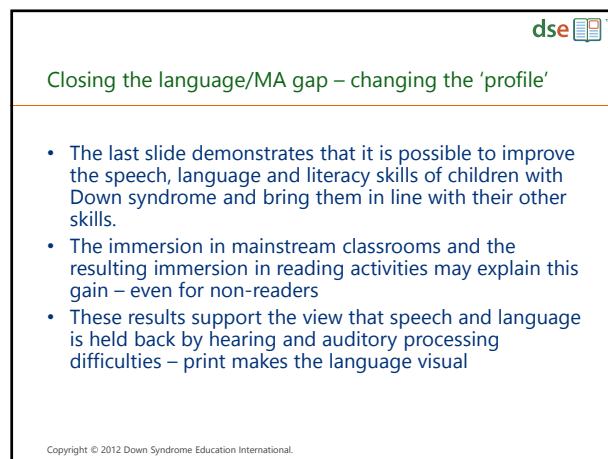 dse
Closing the language/MA gap – changing the ‘profile’
• The last slide demonstrates that it is possible to improve
the speech, language and literacy skills of children with
Down syndrome and bring them in line with their other
skills.
• The immersion in mainstream classrooms and the
resulting immersion in reading activities may explain this
gain – even for non-readers
• These results support the view that speech and language
is held back by hearing and auditory processing
difficulties – print makes the language visual
Copyright © 2012 Down Syndrome Education International.